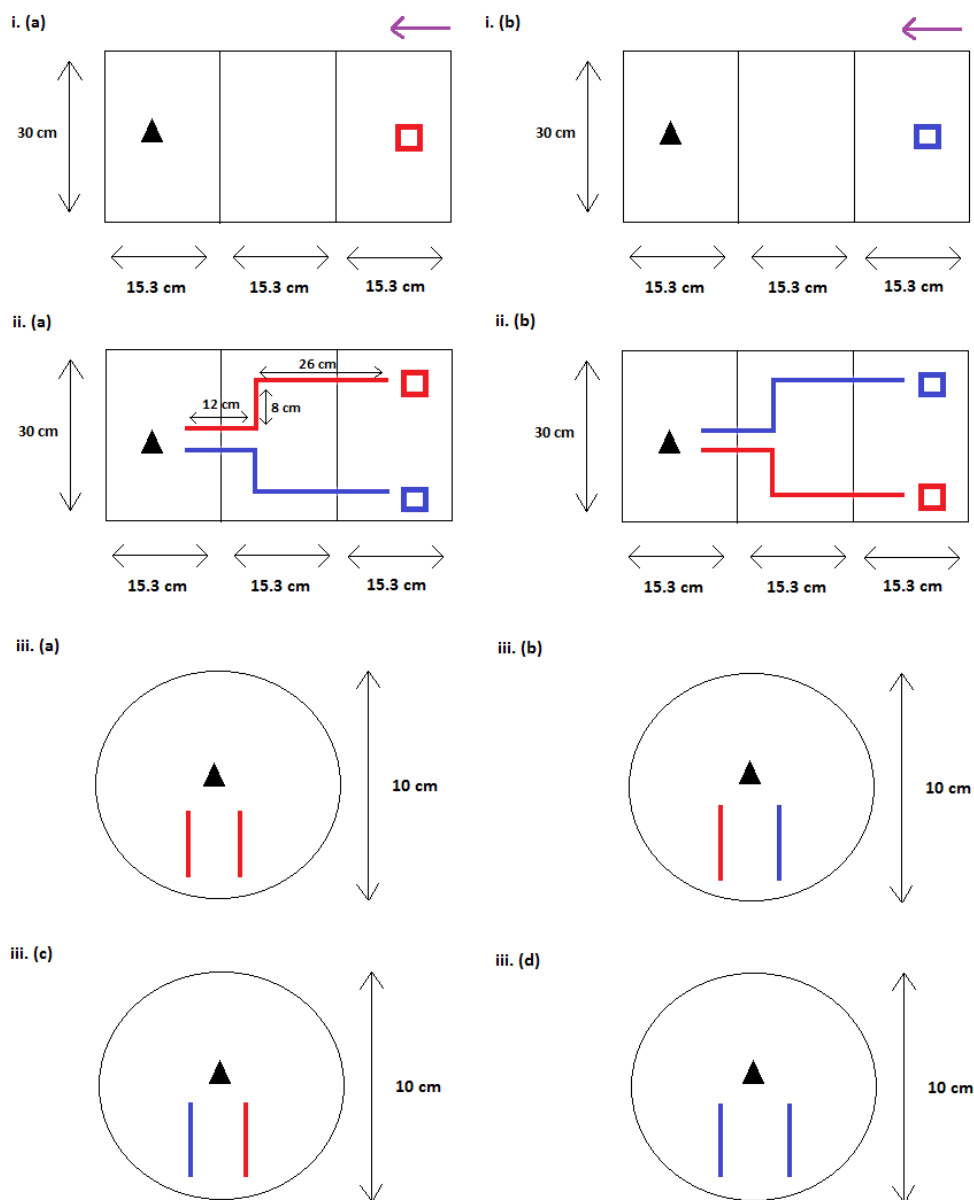 i. (a)
i. (b)
30 cm
30 cm
15.3 cm
15.3 cm
15.3 cm
15.3 cm
15.3 cm
15.3 cm
ii. (a)
ii. (b)
26 cm
12 cm
8 cm
30 cm
30 cm
15.3 cm
15.3 cm
15.3 cm
15.3 cm
15.3 cm
15.3 cm
iii. (a)
iii. (b)
10 cm
10 cm
iii. (c)
iii. (d)
10 cm
10 cm